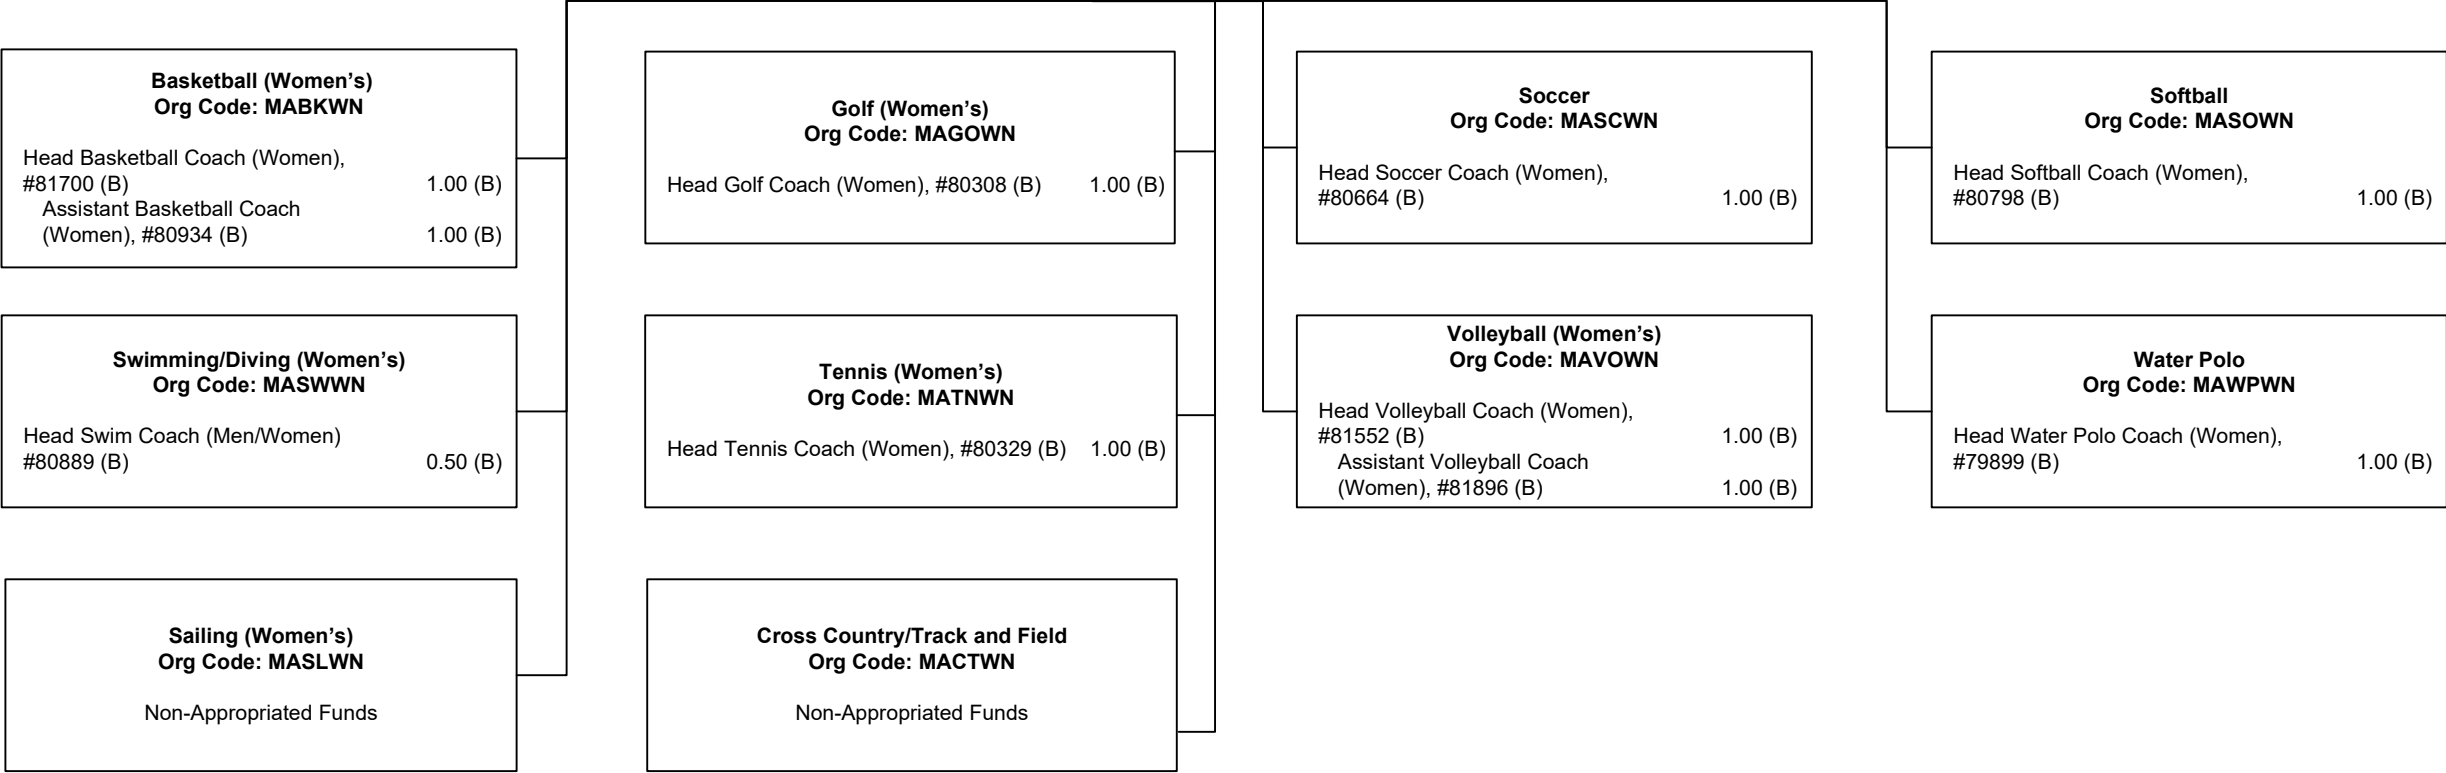 Basketball (Women’s)
Org Code: MABKWN
Head Basketball Coach (Women),
#81700 (B) 1.00 (B)
Assistant Basketball Coach
(Women), #80934 (B) 1.00 (B)
Golf (Women’s)
Org Code: MAGOWN
Head Golf Coach (Women), #80308 (B) 1.00 (B)
Soccer
Org Code: MASCWN
Head Soccer Coach (Women),
#80664 (B) 1.00 (B)
Softball
Org Code: MASOWN
Head Softball Coach (Women),
#80798 (B) 1.00 (B)
Swimming/Diving (Women’s)
Org Code: MASWWN
Head Swim Coach (Men/Women)
#80889 (B) 0.50 (B)
Tennis (Women’s)
Org Code: MATNWN
Head Tennis Coach (Women), #80329 (B) 1.00 (B)
Volleyball (Women’s)
Org Code: MAVOWN
Head Volleyball Coach (Women),
#81552 (B) 1.00 (B)
Assistant Volleyball Coach
(Women), #81896 (B) 1.00 (B)
Water Polo
Org Code: MAWPWN
Head Water Polo Coach (Women),
#79899 (B) 1.00 (B)
Sailing (Women’s)
Org Code: MASLWN
Non-Appropriated Funds
Cross Country/Track and Field
Org Code: MACTWN
Non-Appropriated Funds